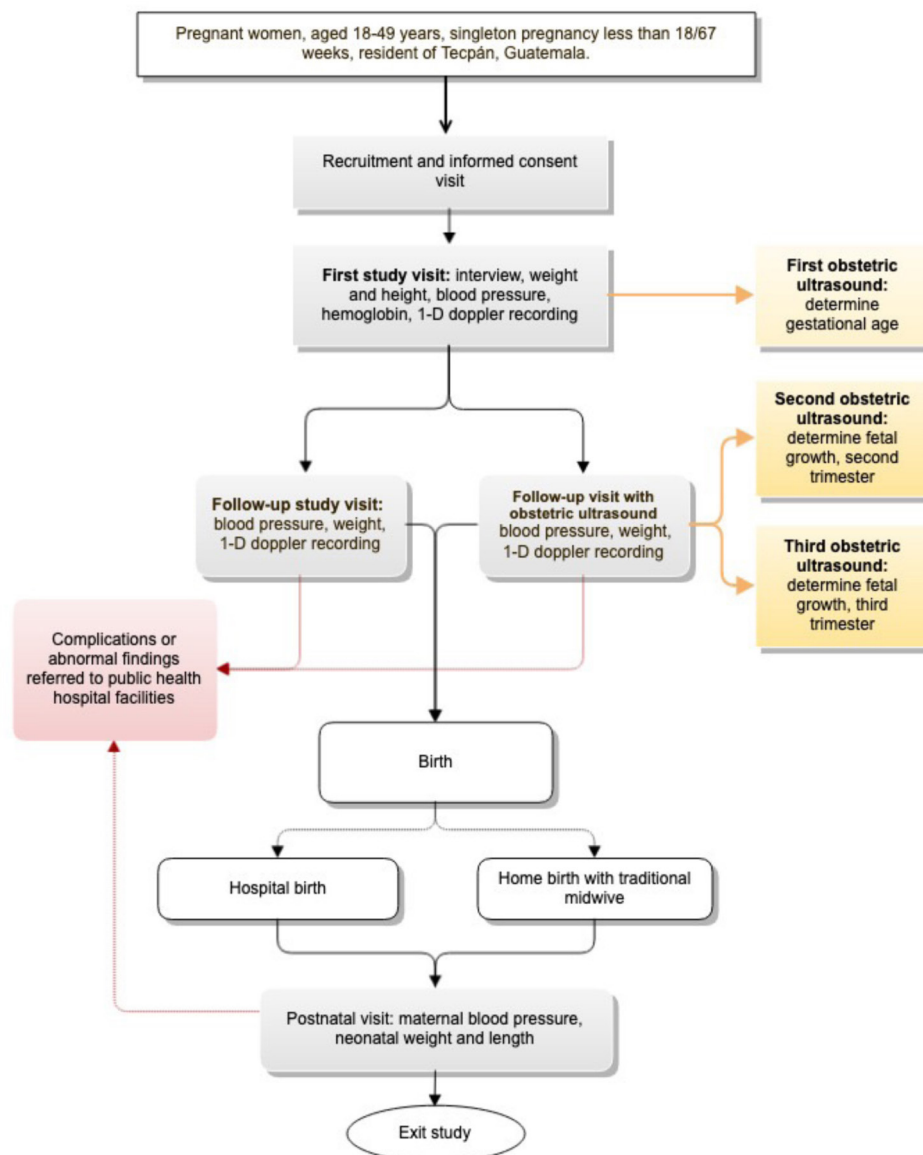 Pregnant women, aged 18-49 years, singleton pregnancy less than 18/67
weeks, resident of Tecpán, Guatemala.
Recruitment and informed consent
visit
First study visit: interview, weight
and height, blood pressure,
hemoglobin, 1-D doppler recording
First obstetric
ultrasound:
determine
gestational age
Second obstetric
ultrasound:
determine fetal
growth, second
trimester
Follow-up study visit:
blood pressure, weight,
1-D doppler recording
Follow-up visit with
obstetric ultrasound
blood pressure, weight,
1-D doppler recording
Third obstetric
ultrasound:
determine fetal
growth, third
trimester
Complications or
abnormal findings
referred to public health
hospital facilities
Birth
Hospital birth
Home birth with traditional
midwive
Postnatal visit: maternal blood pressure,
neonatal weight and length
Exit study